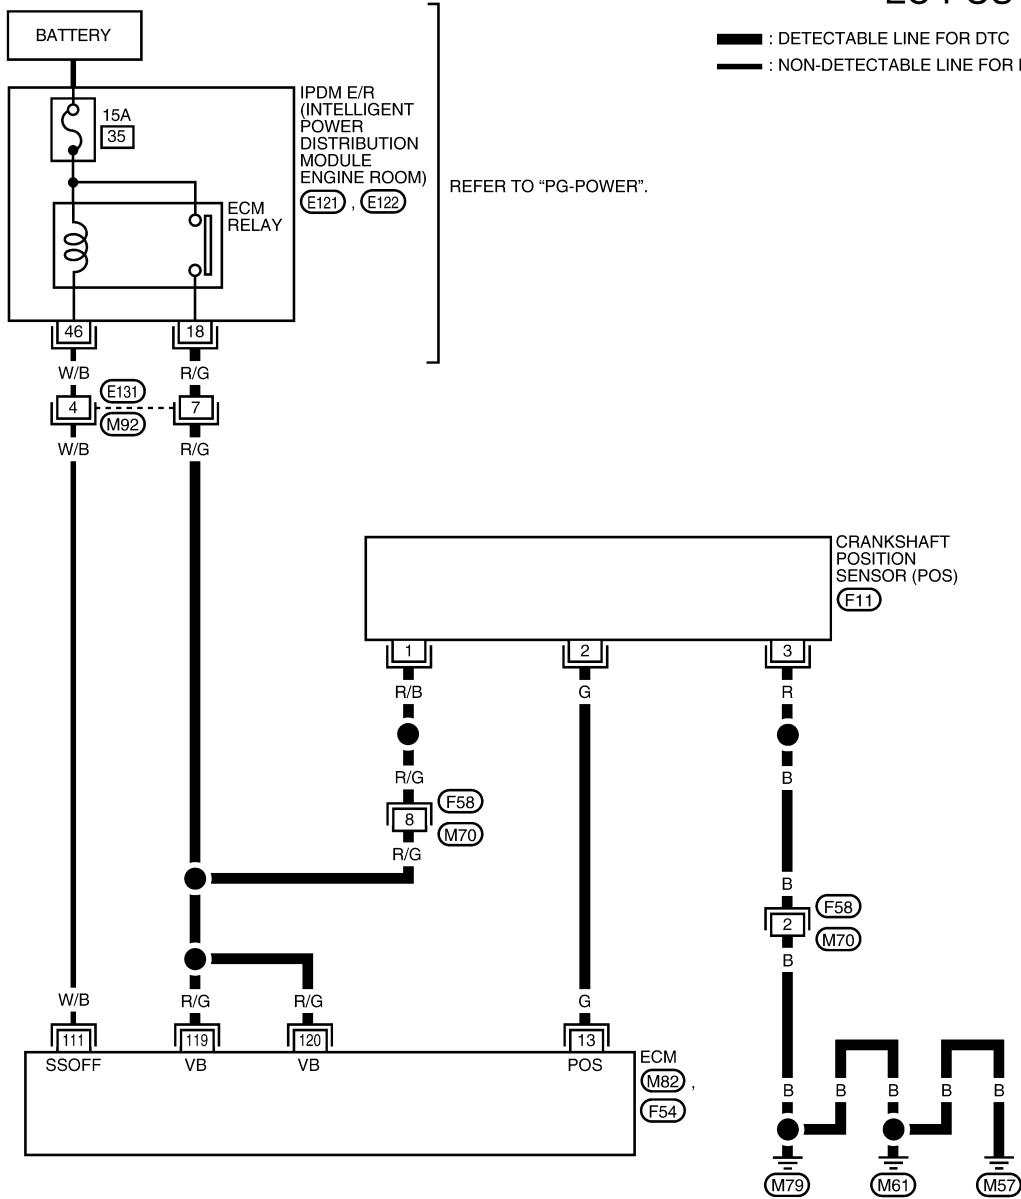 BATTERY
: DETECTABLE LINE FOR DTC
: NON-DETECTABLE LINE FOR
15A
35
IPDM E/R
(INTELLIGENT
POWER
DISTRIBUTION
MODULE
ENGINE ROOM)
E121 , E122
REFER TO “PG-POWER”.
ECM
RELAY
46
18
W/B
R/G
E131
4
7
M92
W/B
R/G
CRANKSHAFT
POSITION
SENSOR (POS)
F11
1
2
3
R/B
G
R
R/G
B
F58
8
M70
R/G
B
F58
2
M70
B
W/B
R/G
R/G
G
111
119
120
13
SSOFF
VB
VB
POS
ECM
M82 ,
F54
B
B
B
B
B
M79
M61
M57